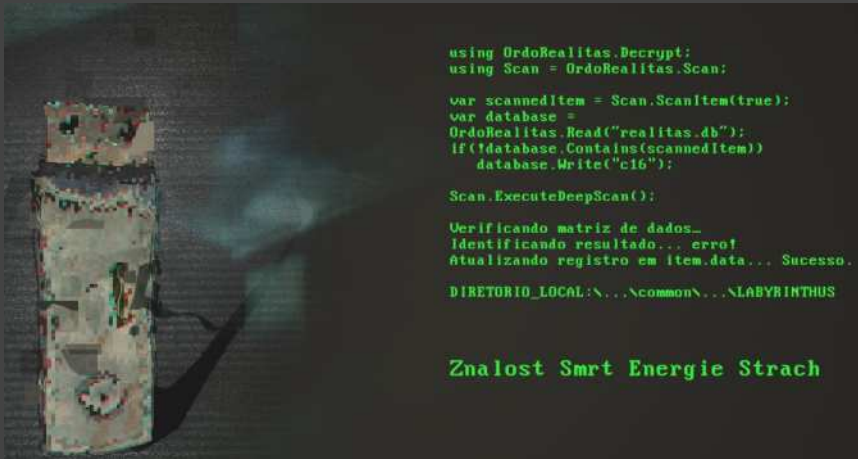 using OrdoRealitas.Decrypt;
using Scan = OrdoRealitas.Scan;
var scannedItem = Scan.ScanItem(true);
var database =
OrdoRealitas.Read("realitas.db");
if(!database.Contains(scannedItem))
database.Write("c16");
Scan.ExecuteDeepScan();
Verificando matriz de dados…
Identificando resultado... erro!
Atualizando registro em item.data... Sucesso.
DIRETORIO_LOCAL:\...\common\...\LABYRINTHUS
Znalost Smrt Energie Strach